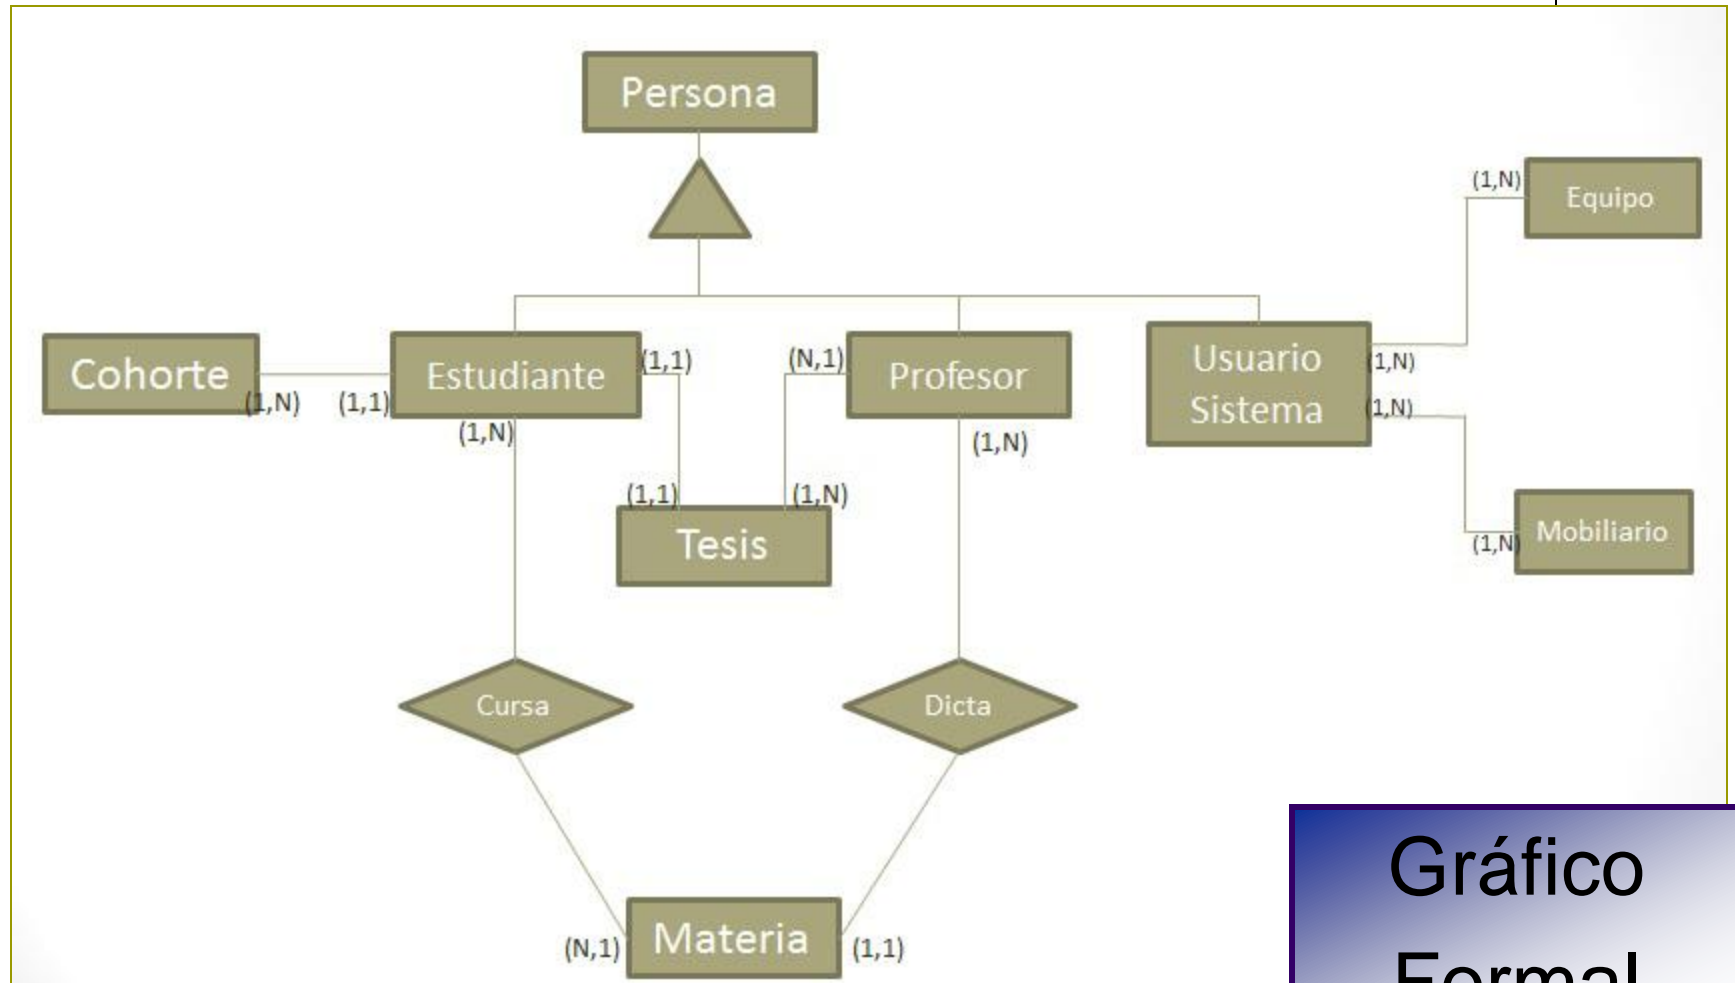 Persona
(1,N)
Equipo
Cohorte
(1,N)
(1,1)
Estudiante
(1,1)
(1,N)
(N,1)
Profesor
(1,N)
Usuario
Sistema
(1,N)
(1,N)
(1,1)
(1,N)
Tesis
(1,N)
Mobiliario
Cursa
Dicta
(N,1)
Materia
(1,1)
Gráfico
Formal